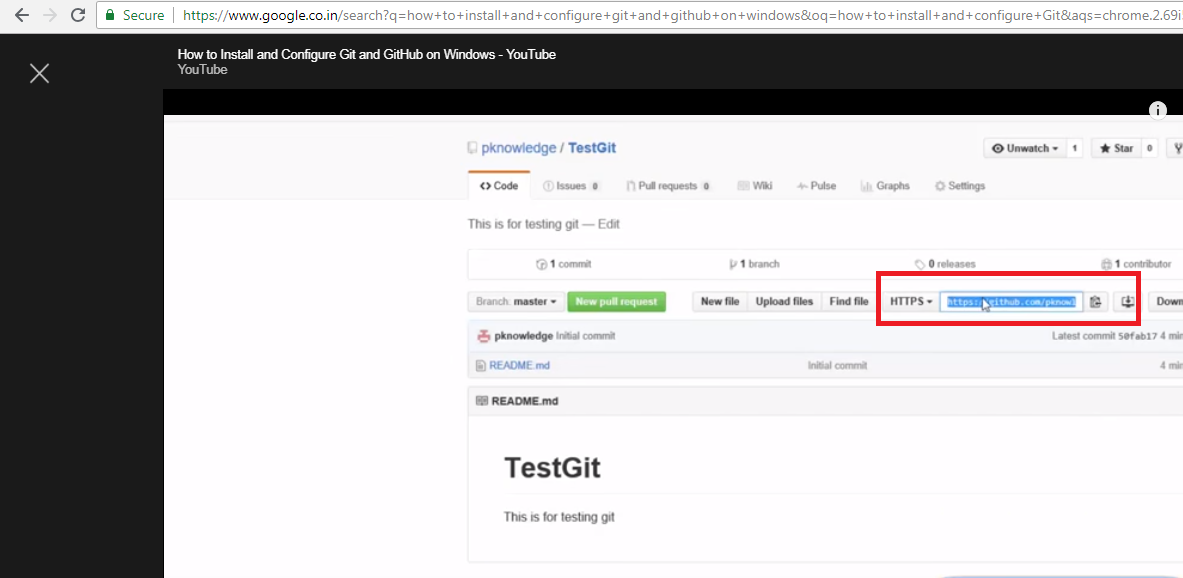 Secure https://www.google.co.in/search?q=how+to+install+and+configure+git+and+github+on+windows&oq=how+to+install+and+configure+Git&aqs=chrome.2.69i
How to Install and Configure Git and GitHub on Windows - YouTube
YouTube
pknowledge / TestGit
Unwatch 1 Star 0
Code Issues 0 Pull requests 0 Wiki Pulse Graphs Settings
This is for testing git — Edit
1 commit 1 branch 0 releases 1 contributor
Branch: master New pull request New file Upload files Find file HTTPS https://github.com/pknowl Down
pknowledge Initial commit Latest commit 50fab17 4 min
README.md Initial commit 4 min
README.md
TestGit
This is for testing git